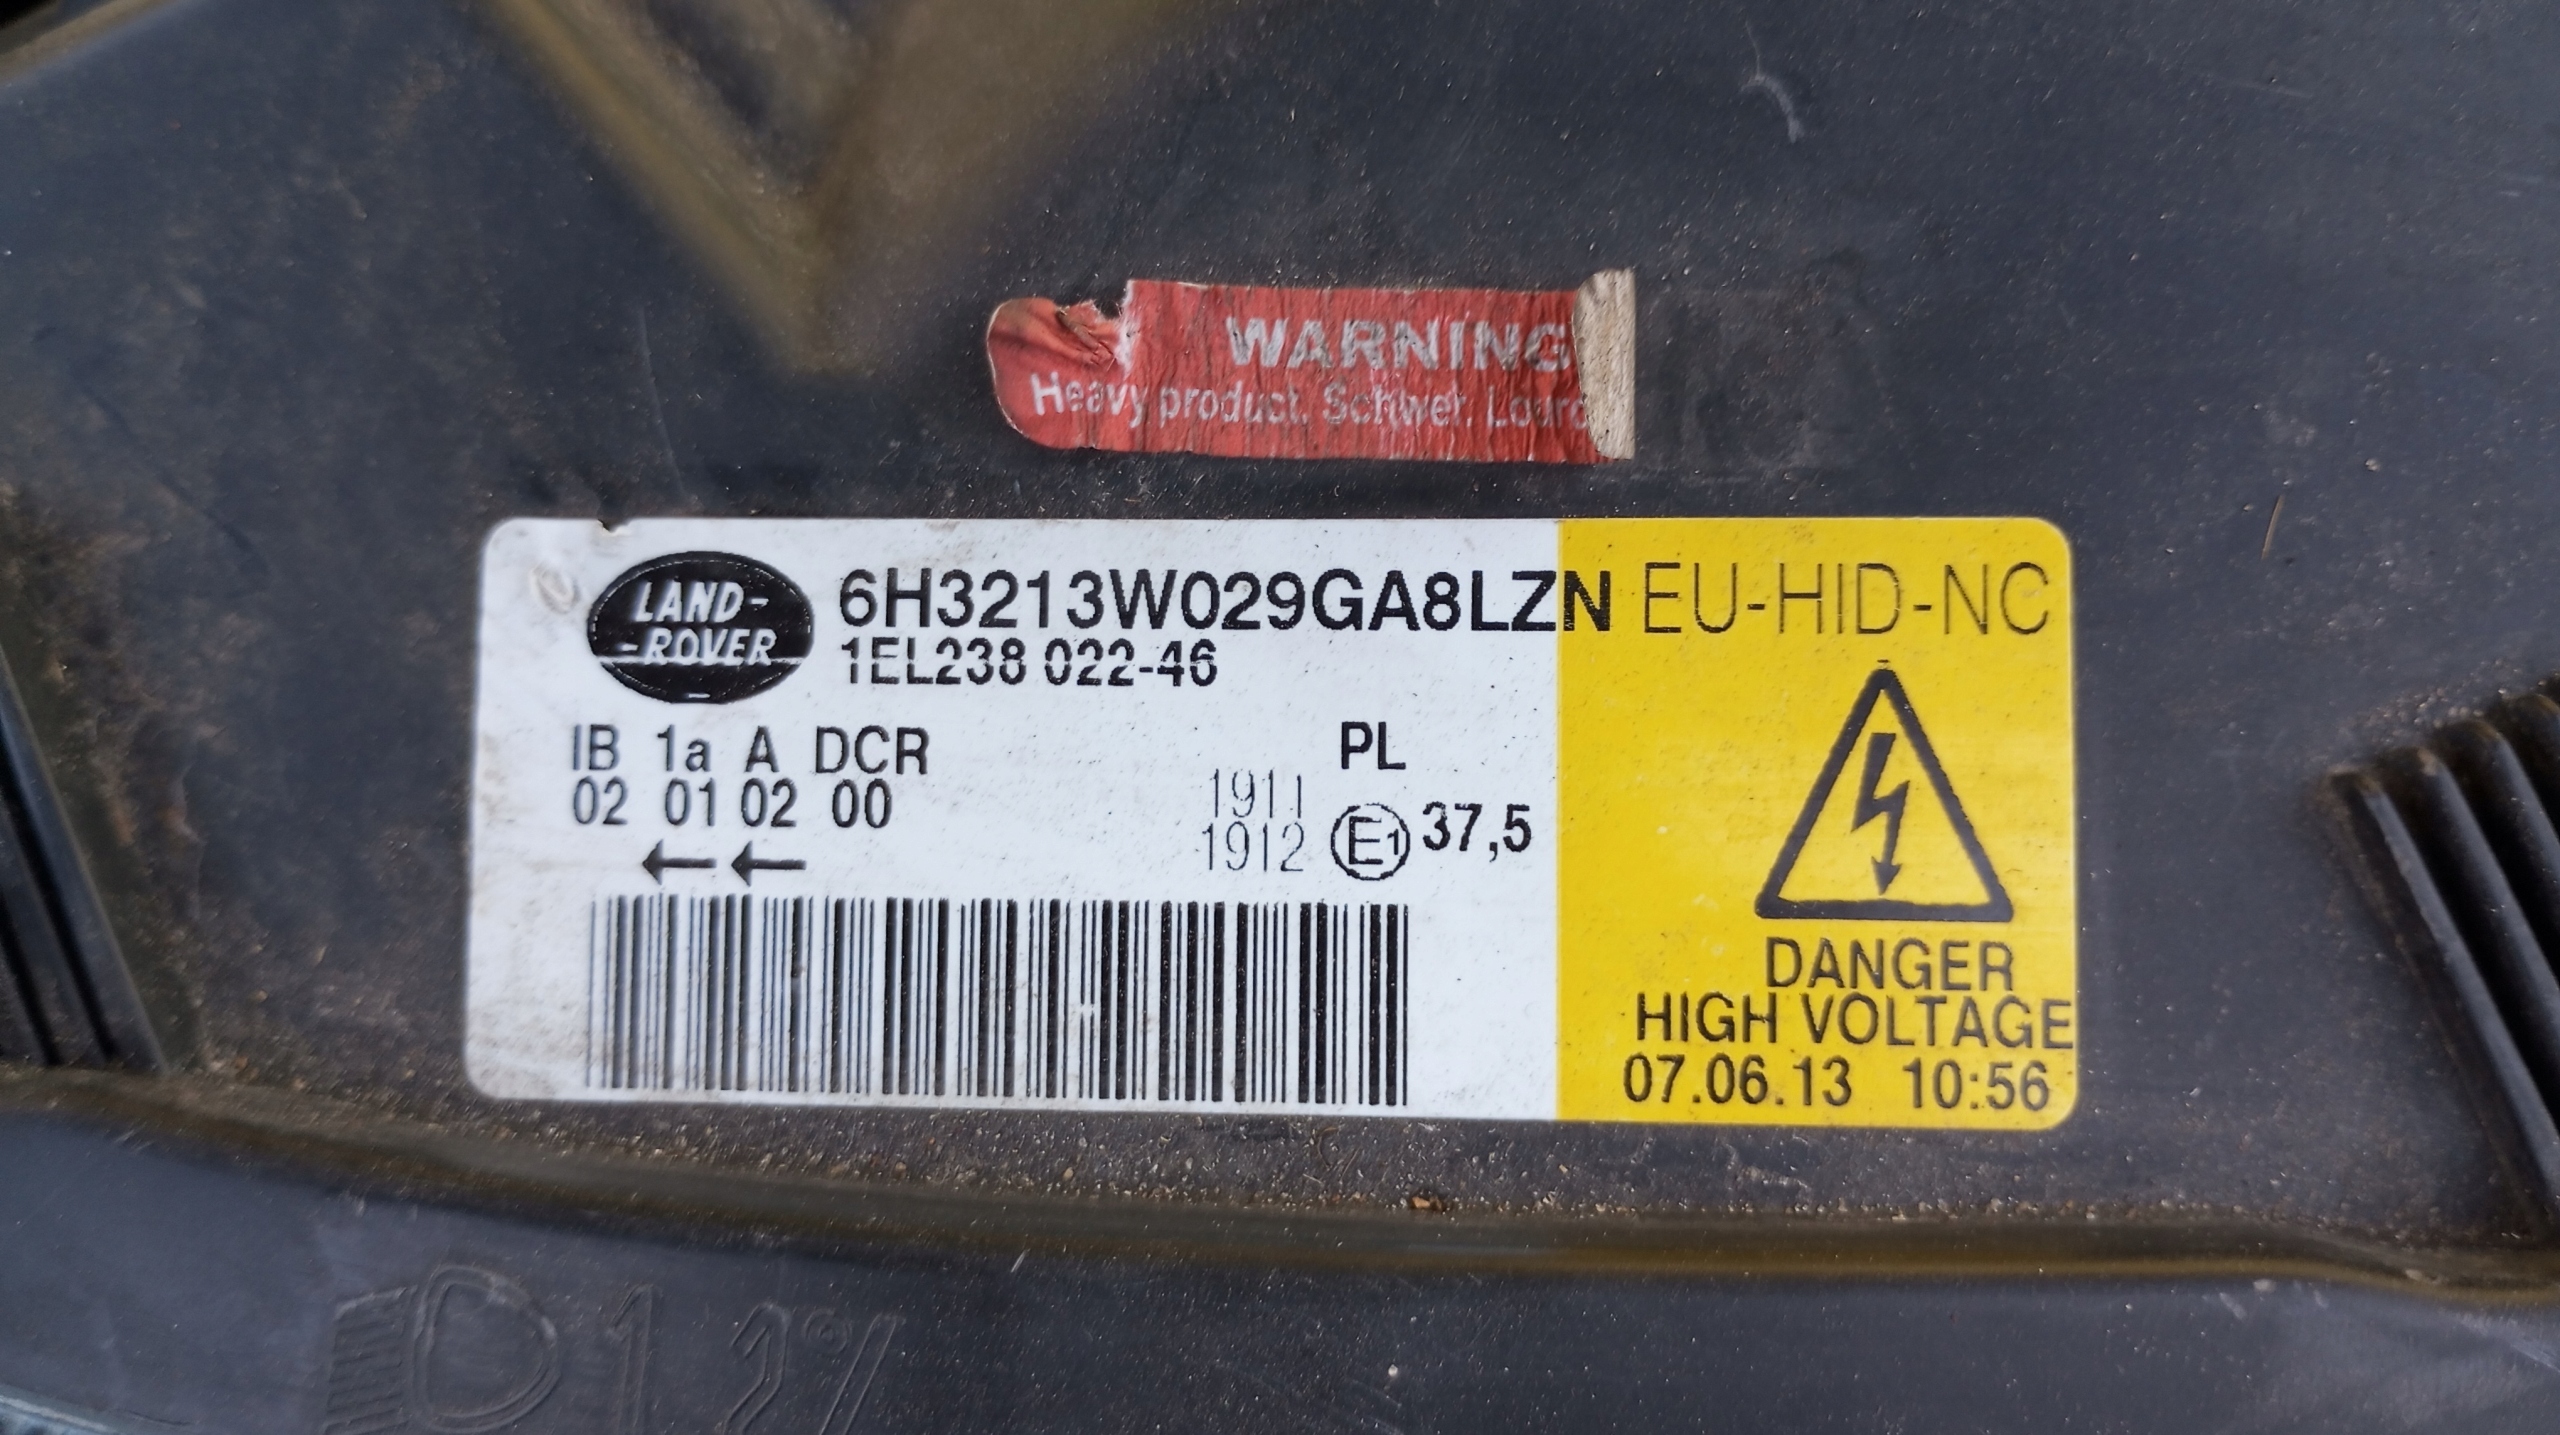 WARNING
Heavy product. Schwer. Lourd
LAND-
-ROVER
6H3213W029GA8LZN EU-HID-NC
1EL238 022-46
IB 1a A DCR
02 01 02 00
PL
1911
1912
E1 37,5
DANGER
HIGH VOLTAGE
07.06.13 10:56